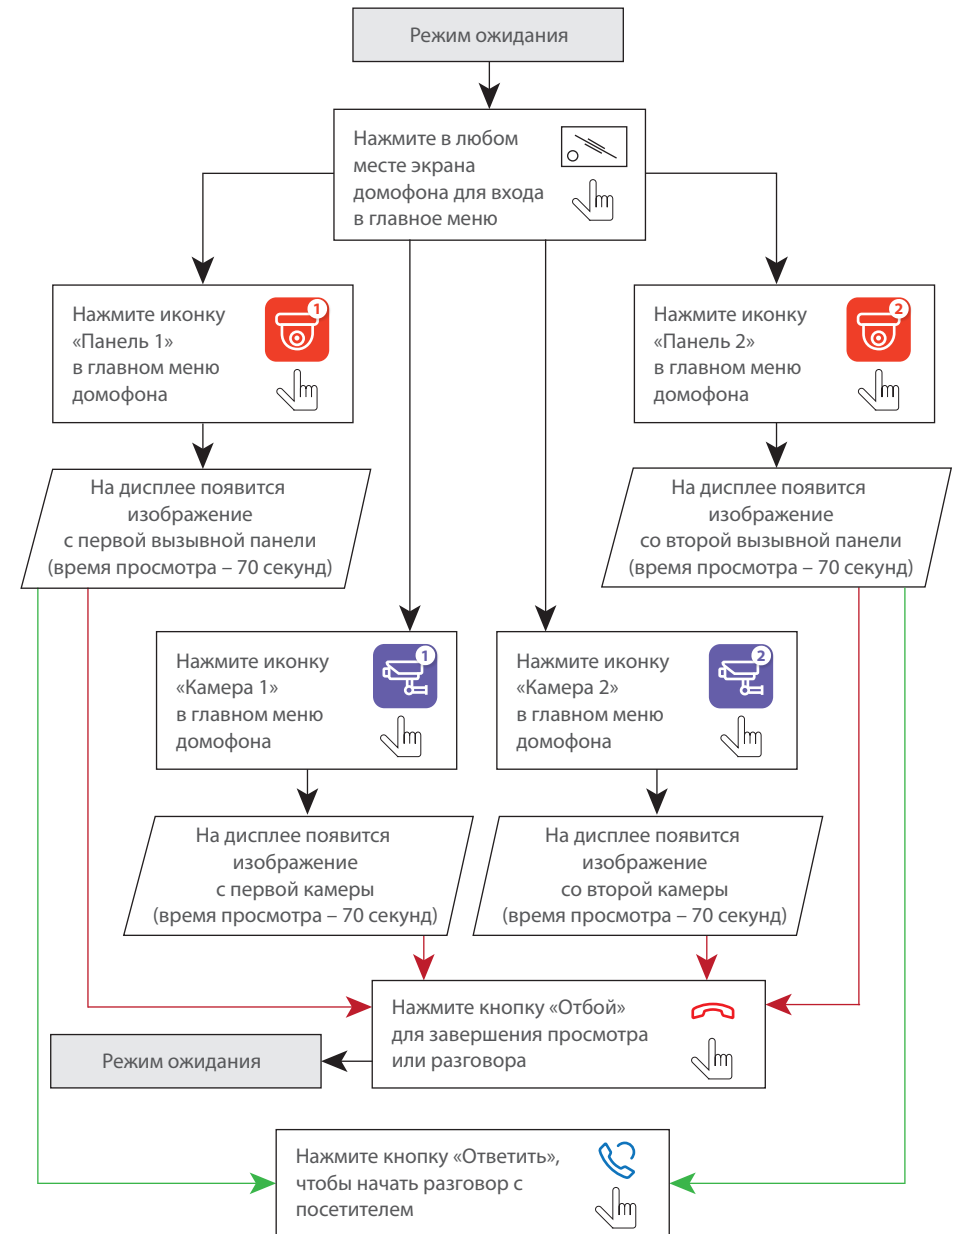 Режим ожидания
Нажмите в любом
месте экрана
домофона для входа
в главное меню
Нажмите иконку
«Панель 1»
в главном меню
домофона
1
Нажмите иконку
«Панель 2»
в главном меню
домофона
2
На дисплее появится
изображение
с первой вызывной панели
(время просмотра – 70 секунд)
На дисплее появится
изображение
со второй вызывной панели
(время просмотра – 70 секунд)
Нажмите иконку
«Камера 1»
в главном меню
домофона
1
Нажмите иконку
«Камера 2»
в главном меню
домофона
2
На дисплее появится
изображение
с первой камеры
(время просмотра – 70 секунд)
На дисплее появится
изображение
со второй камеры
(время просмотра – 70 секунд)
Нажмите кнопку «Отбой»
для завершения просмотра
или разговора
Режим ожидания
Нажмите кнопку «Ответить»,
чтобы начать разговор с
посетителем